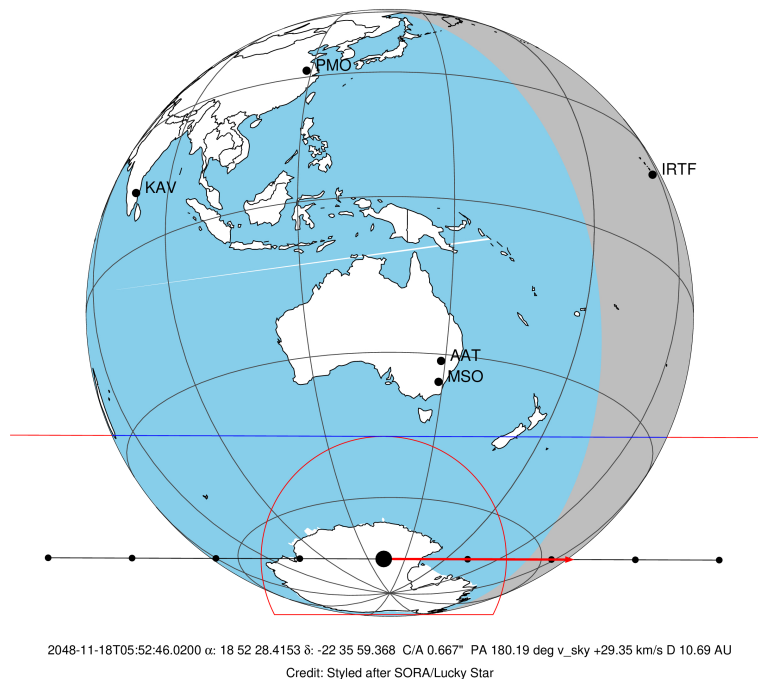 PMO
IRTF
KAV
AAT
MSO
2048-11-18T05:52:46.0200 α: 18 52 28.4153 δ: -22 35 59.368 C/A 0.667" PA 180.19 deg v_sky +29.35 km/s D 10.69 AU
Credit: Styled after SORA/Lucky Star